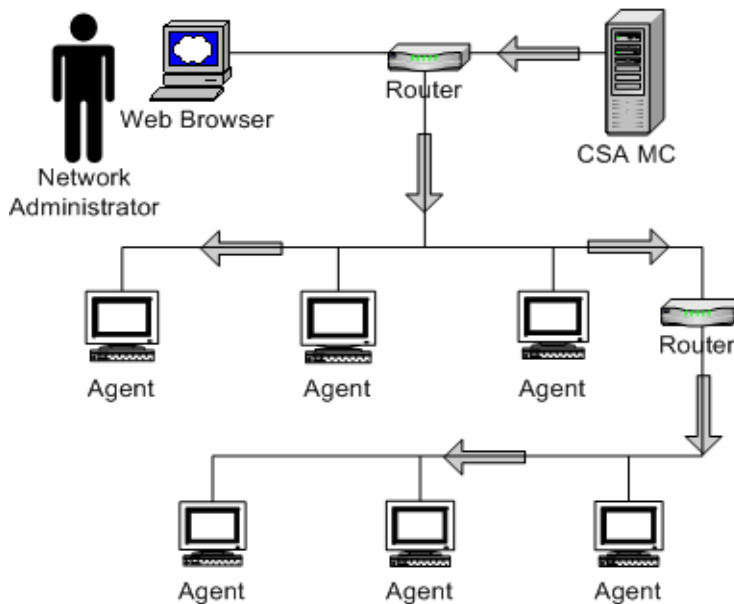 Web Browser
Router
CSA MC
Network
Administrator
Agent
Agent
Agent
Router
Agent
Agent
Agent